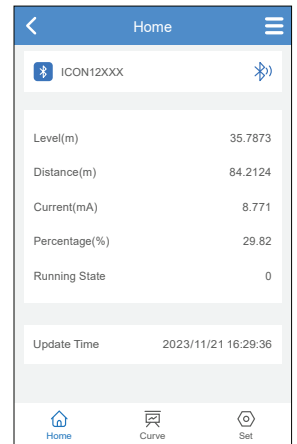 Home
ICON12XXX
Level(m) 35.7873
Distance(m) 84.2124
Current(mA) 8.771
Percentage(%) 29.82
Running State 0
Update Time 2023/11/21 16:29:36
Home Curve Set